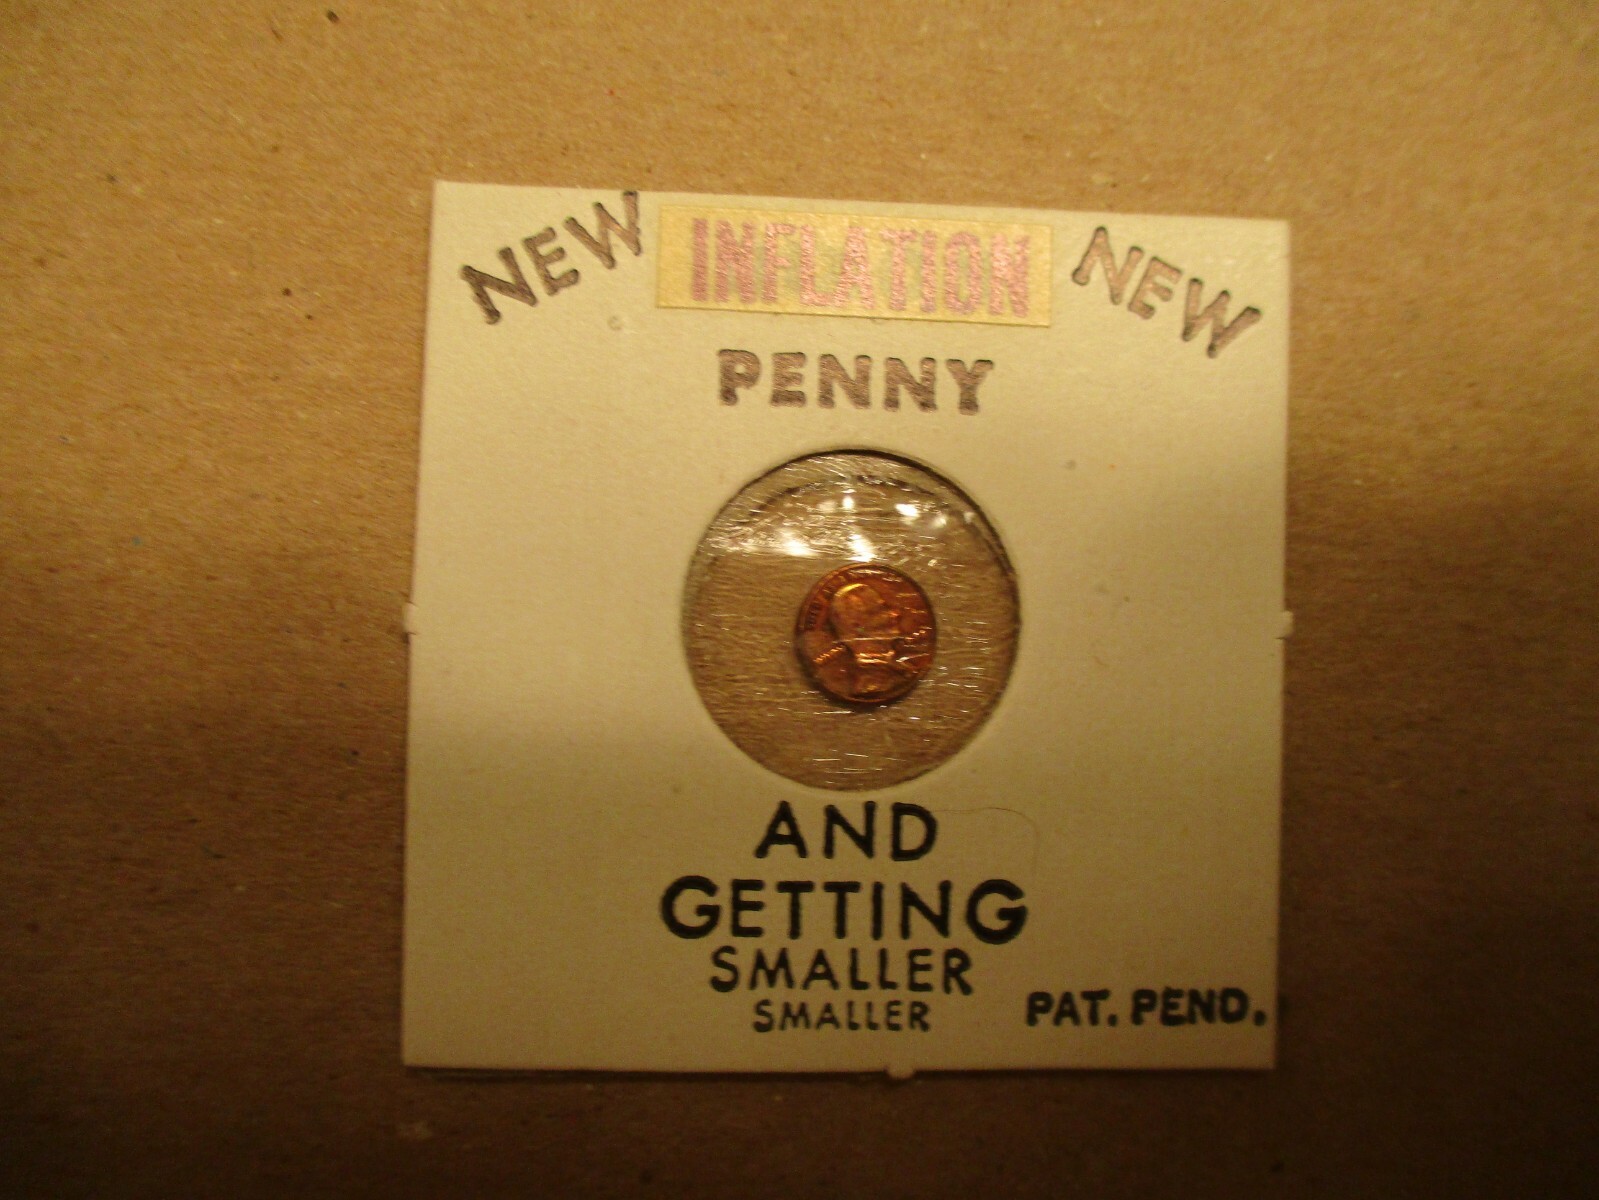 NEW INFLATION NEW
PENNY
AND
GETTING
SMALLER
SMALLER
PAT. PEND.